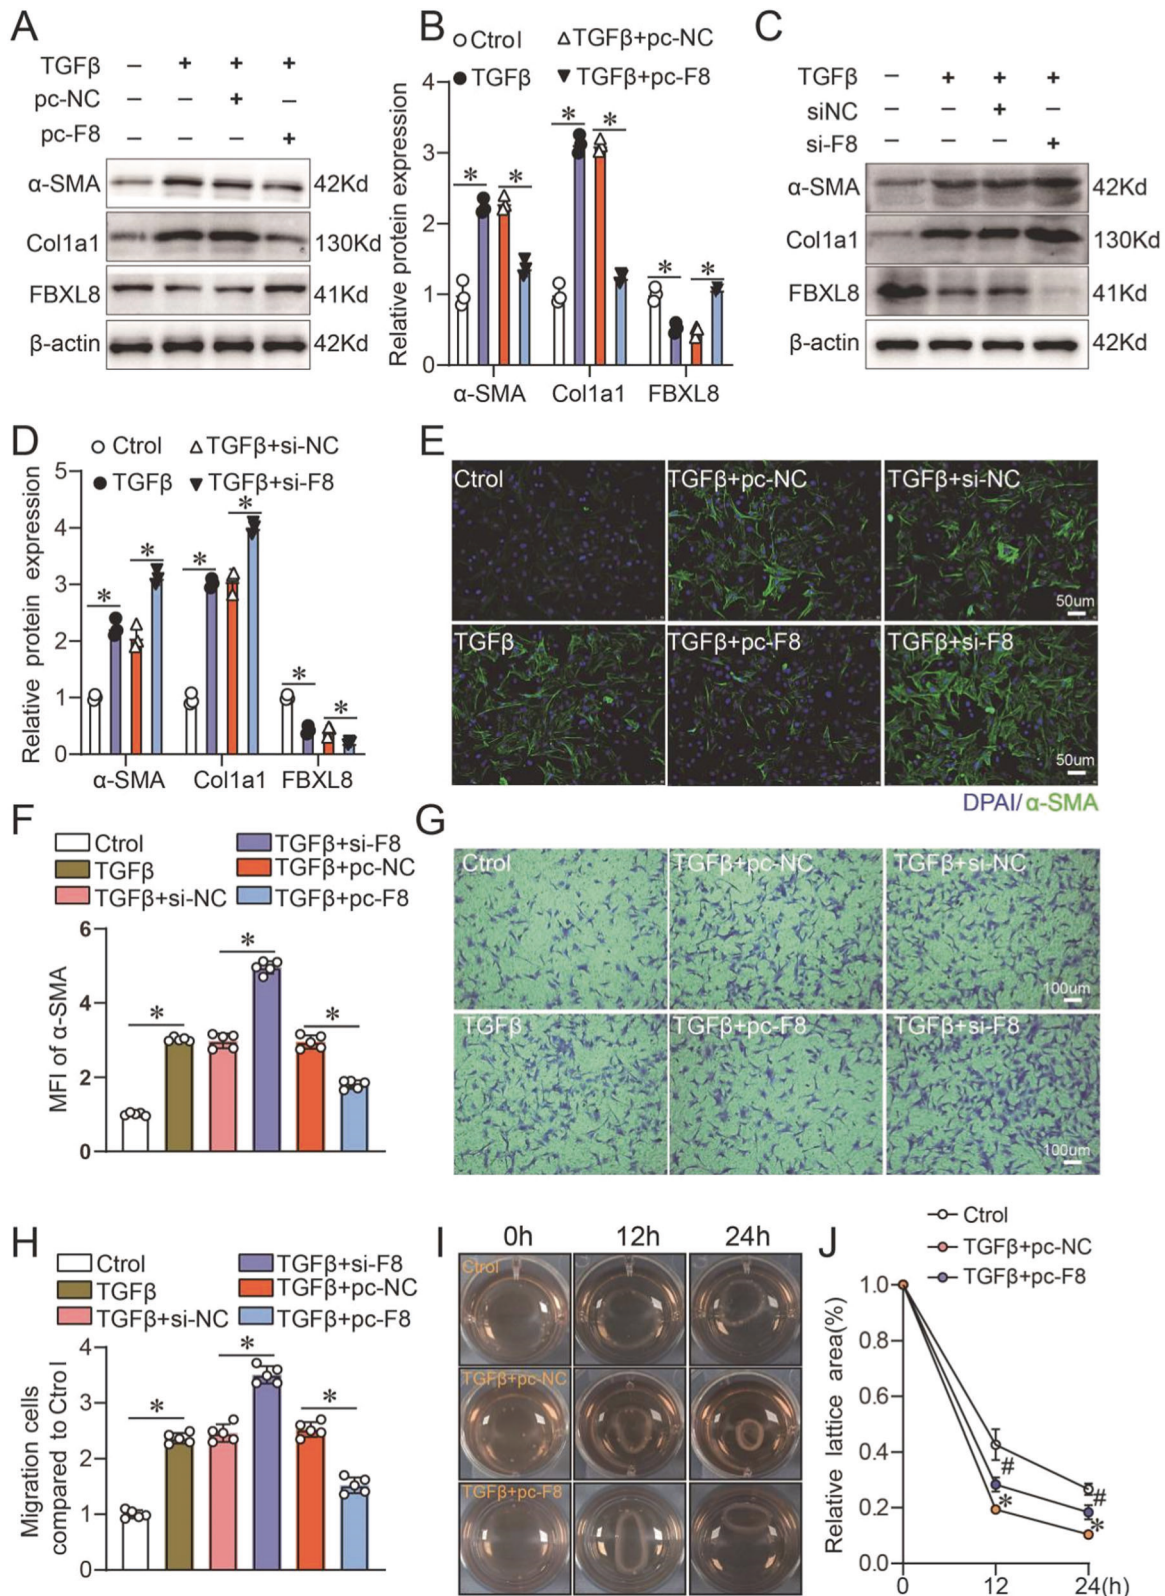 A
TGFβ – + + +
pc-NC – – + –
pc-F8 – – – +
α-SMA 42Kd
Col1a1 130Kd
FBXL8 41Kd
β-actin 42Kd
B
Ctrol TGFβ+pc-NC
TGFβ TGFβ+pc-F8
Relative protein expression
4
3
2
1
0
* * * * * *
α-SMA Col1a1 FBXL8
C
TGFβ – + + +
siNC – – + –
si-F8 – – – +
α-SMA 42Kd
Col1a1 130Kd
FBXL8 41Kd
β-actin 42Kd
D
Ctrol TGFβ+si-NC
TGFβ TGFβ+si-F8
Relative protein expression
5
4
3
2
1
0
* * * * * *
α-SMA Col1a1 FBXL8
E
Ctrol TGFβ+pc-NC TGFβ+si-NC
50um
TGFβ TGFβ+pc-F8 TGFβ+si-F8
50um
DPAI/ α-SMA
F
Ctrol TGFβ+si-F8
TGFβ TGFβ+pc-NC
TGFβ+si-NC TGFβ+pc-F8
MFI of α-SMA
6
4
2
0
* * *
G
Ctrol TGFβ+pc-NC TGFβ+si-NC
100um
TGFβ TGFβ+pc-F8 TGFβ+si-F8
100um
H
Ctrol TGFβ+si-F8
TGFβ TGFβ+pc-NC
TGFβ+si-NC TGFβ+pc-F8
Migration cells
compared to Ctrol
4
3
2
1
0
* * *
I
0h 12h 24h
Ctrol
TGFβ+pc-NC
TGFβ+pc-F8
J
Ctrol
TGFβ+pc-NC
TGFβ+pc-F8
Relative lattice area(%)
1.0
0.8
0.6
0.4
0.2
0.0
# #
* *
0 12 24(h)